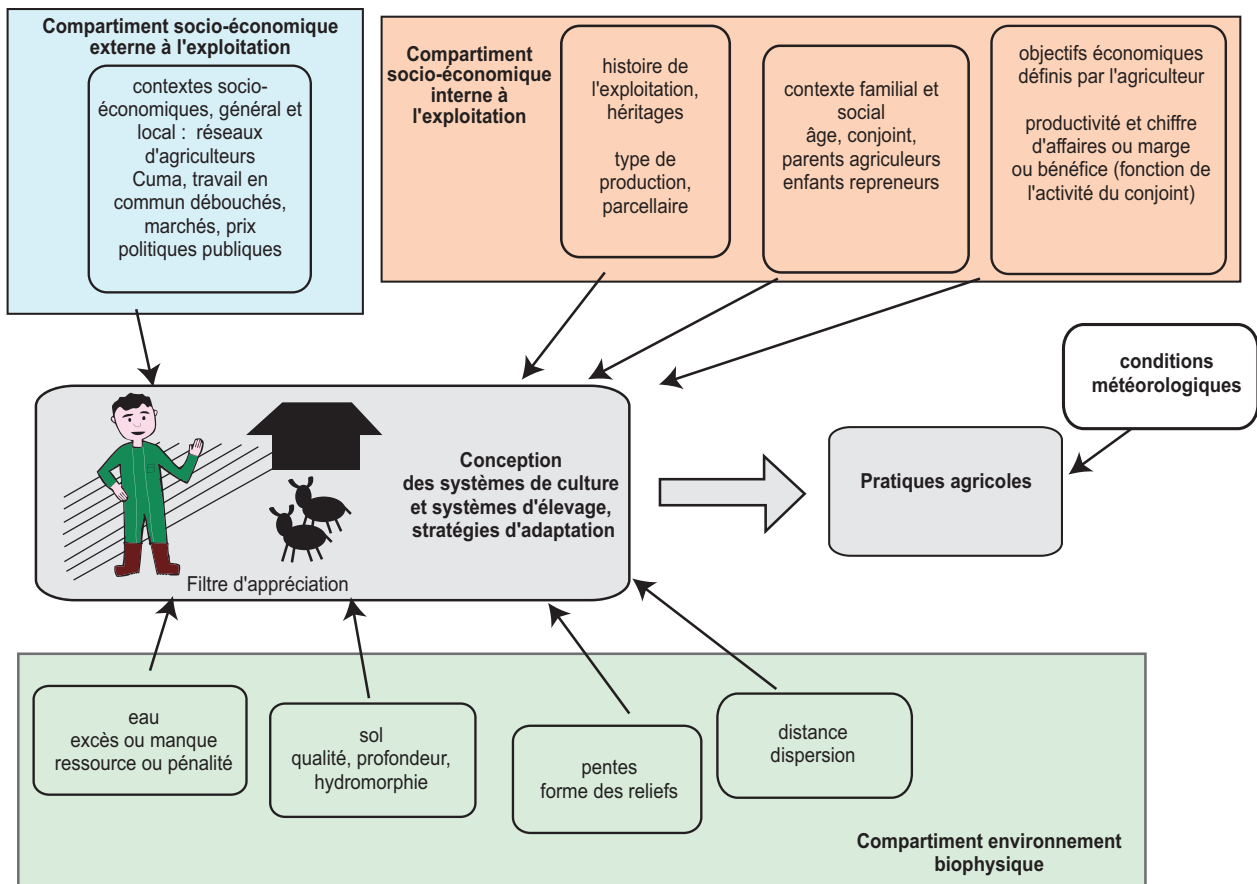 Compartiment socio-économique
externe à l'exploitation
contextes socio-
économiques, général et
local : réseaux
d'agriculteurs
Cuma, travail en
commun débouchés,
marchés, prix
politiques publiques
Compartiment
socio-économique
interne à
l'exploitation
histoire de
l'exploitation,
héritages
type de
production,
parcellaire
contexte familial et
social
âge, conjoint,
parents agriculeurs
enfants repreneurs
objectifs économiques
définis par l'agriculteur
productivité et chiffre
d'affaires ou marge
ou bénéfice (fonction de
l'activité du conjoint)
conditions
météorologiques
Conception
des systèmes de culture
et systèmes d'élevage,
stratégies d'adaptation
Filtre d'appréciation
Pratiques agricoles
eau
excès ou manque
ressource ou pénalité
sol
qualité, profondeur,
hydromorphie
pentes
forme des reliefs
distance
dispersion
Compartiment environnement
biophysique